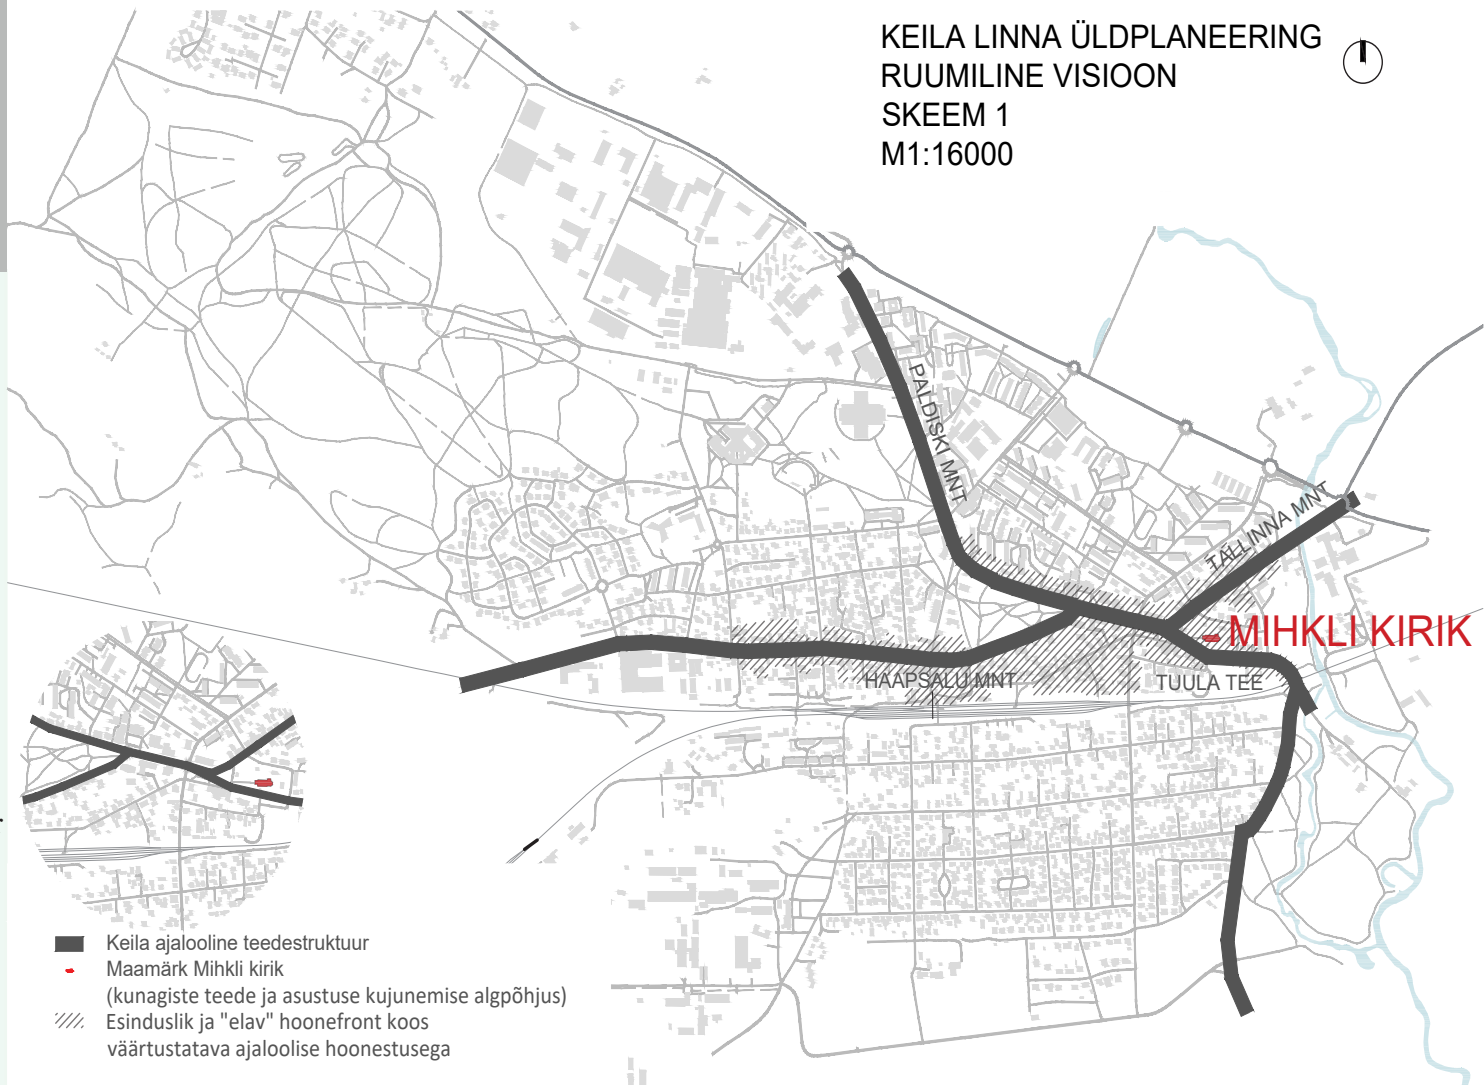 KEILA LINNA ÜLDPLANEERING
RUUMILINE VISIOON
SKEEM 1
M1:16000
PALDISKI MNT
TALLINNA MNT
MIHKLI KIRIK
HAAPSALU MNT
TUULA TEE
Keila ajalooline teedestruktuur
Maamärk Mihkli kirik
(kunagiste teede ja asustuse kujunemise algpõhjus)
Esinduslik ja "elav" hoonefront koos
väärtustatava ajaloolise hoonestusega